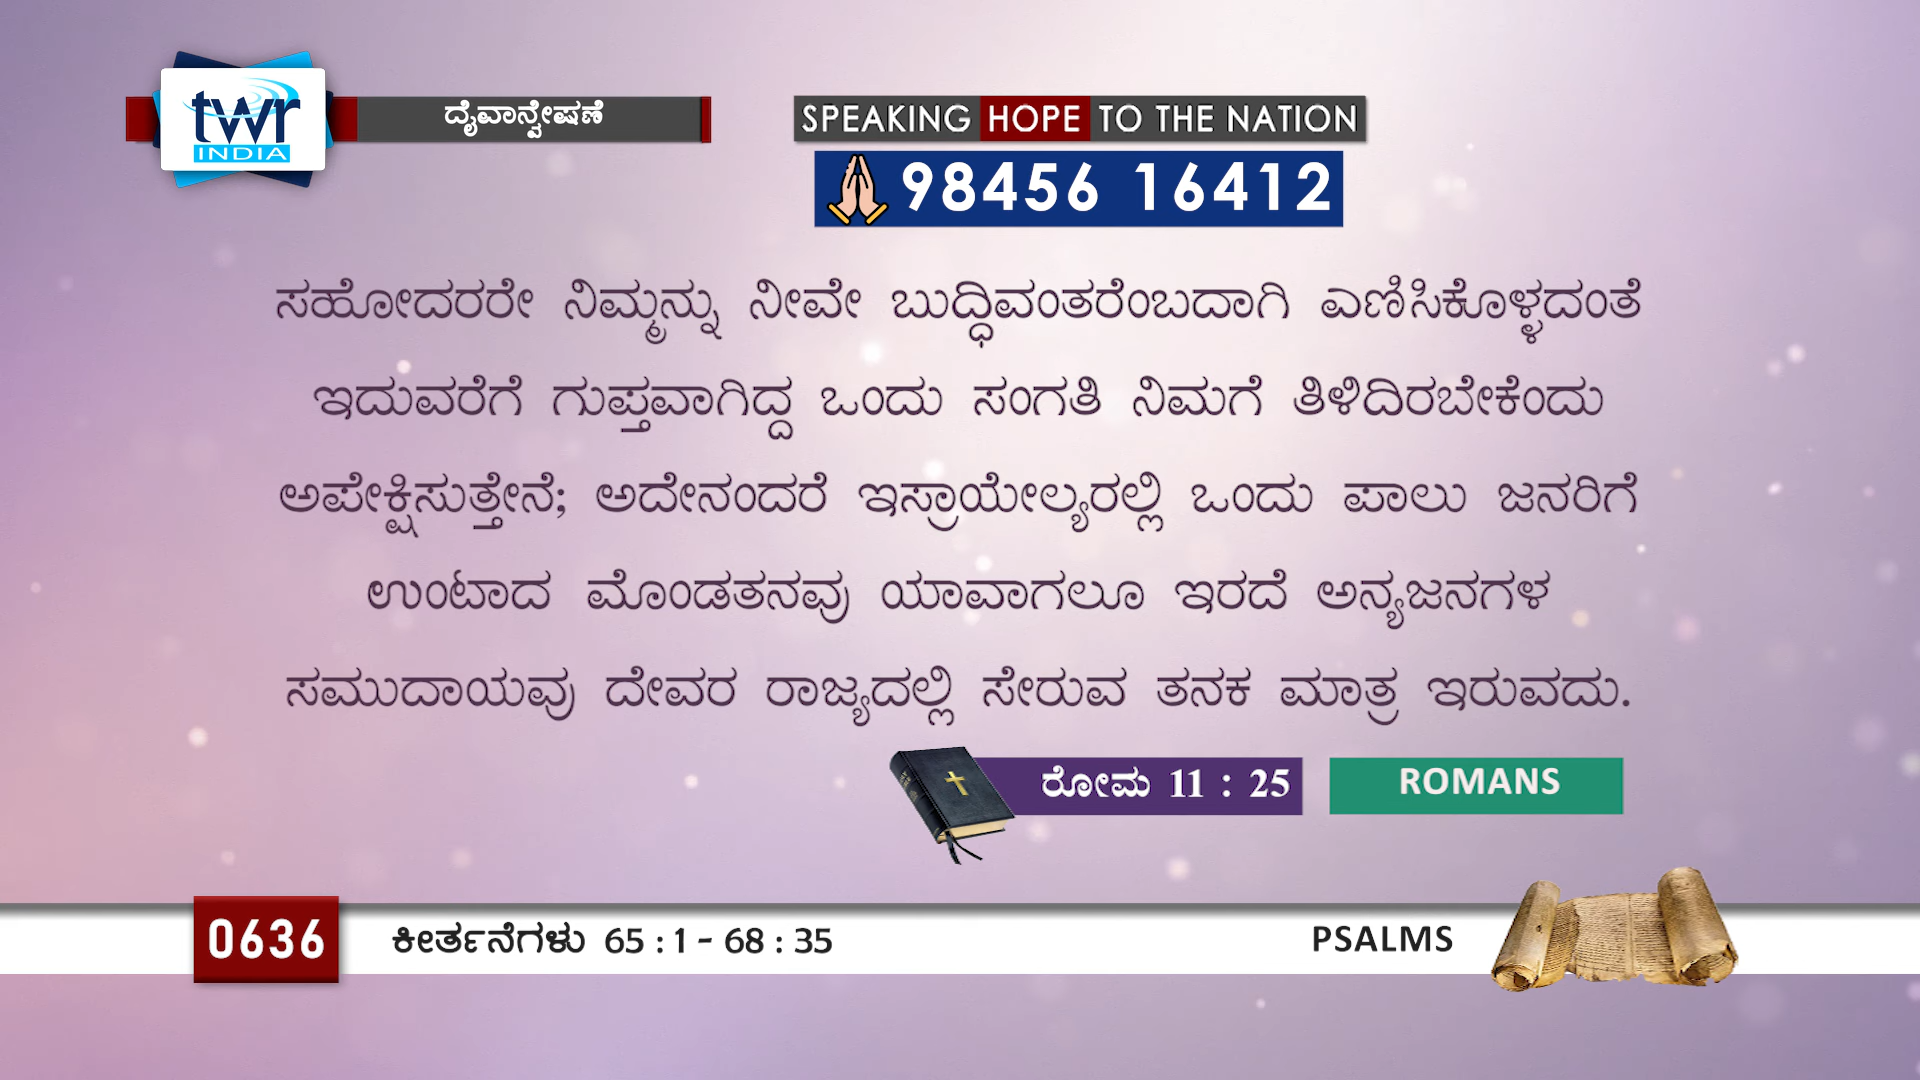 twr
INDIA
ದೈವಾನ್ವೇಷಣೆ
SPEAKING HOPE TO THE NATION
98456 16412
ಸಹೋದರರೇ ನಿಮ್ಮನ್ನು ನೀವೇ ಬುದ್ಧಿವಂತರೆಂಬದಾಗಿ ಎಣಿಸಿಕೊಳ್ಳದಂತೆ
ಇದುವರೆಗೆ ಗುಪ್ತವಾಗಿದ್ದ ಒಂದು ಸಂಗತಿ ನಿಮಗೆ ತಿಳಿದಿರಬೇಕೆಂದು
ಅಪೇಕ್ಷಿಸುತ್ತೇನೆ; ಅದೇನಂದರೆ ಇಸ್ರಾಯೇಲ್ಯರಲ್ಲಿ ಒಂದು ಪಾಲು ಜನರಿಗೆ
ಉಂಟಾದ ಮೊಂಡತನವು ಯಾವಾಗಲೂ ಇರದೆ ಅನ್ಯಜನಗಳ
ಸಮುದಾಯವು ದೇವರ ರಾಜ್ಯದಲ್ಲಿ ಸೇರುವ ತನಕ ಮಾತ್ರ ಇರುವದು.
ರೋಮ 11 : 25 ROMANS
0636 ಕೀರ್ತನೆಗಳು 65 : 1 - 68 : 35 PSALMS